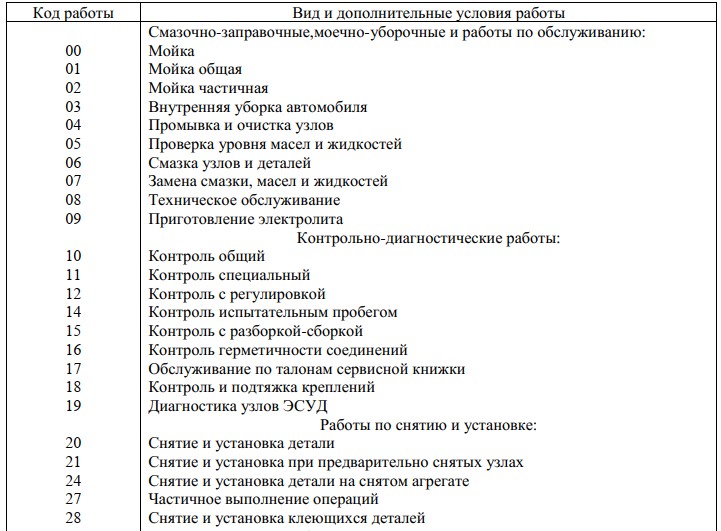 Код работы Вид и дополнительные условия работы
Смазочно-заправочные,моечно-уборочные и работы по обслуживанию:
00 Мойка
01 Мойка общая
02 Мойка частичная
03 Внутренняя уборка автомобиля
04 Промывка и очистка узлов
05 Проверка уровня масел и жидкостей
06 Смазка узлов и деталей
07 Замена смазки, масел и жидкостей
08 Техническое обслуживание
09 Приготовление электролита
Контрольно-диагностические работы:
10 Контроль общий
11 Контроль специальный
12 Контроль с регулировкой
14 Контроль испытательным пробегом
15 Контроль с разборкой-сборкой
16 Контроль герметичности соединений
17 Обслуживание по талонам сервисной книжки
18 Контроль и подтяжка креплений
19 Диагностика узлов ЭСУД
Работы по снятию и установке:
20 Снятие и установка детали
21 Снятие и установка при предварительно снятых узлах
24 Снятие и установка детали на снятом агрегате
27 Частичное выполнение операций
28 Снятие и установка клеющихся деталей